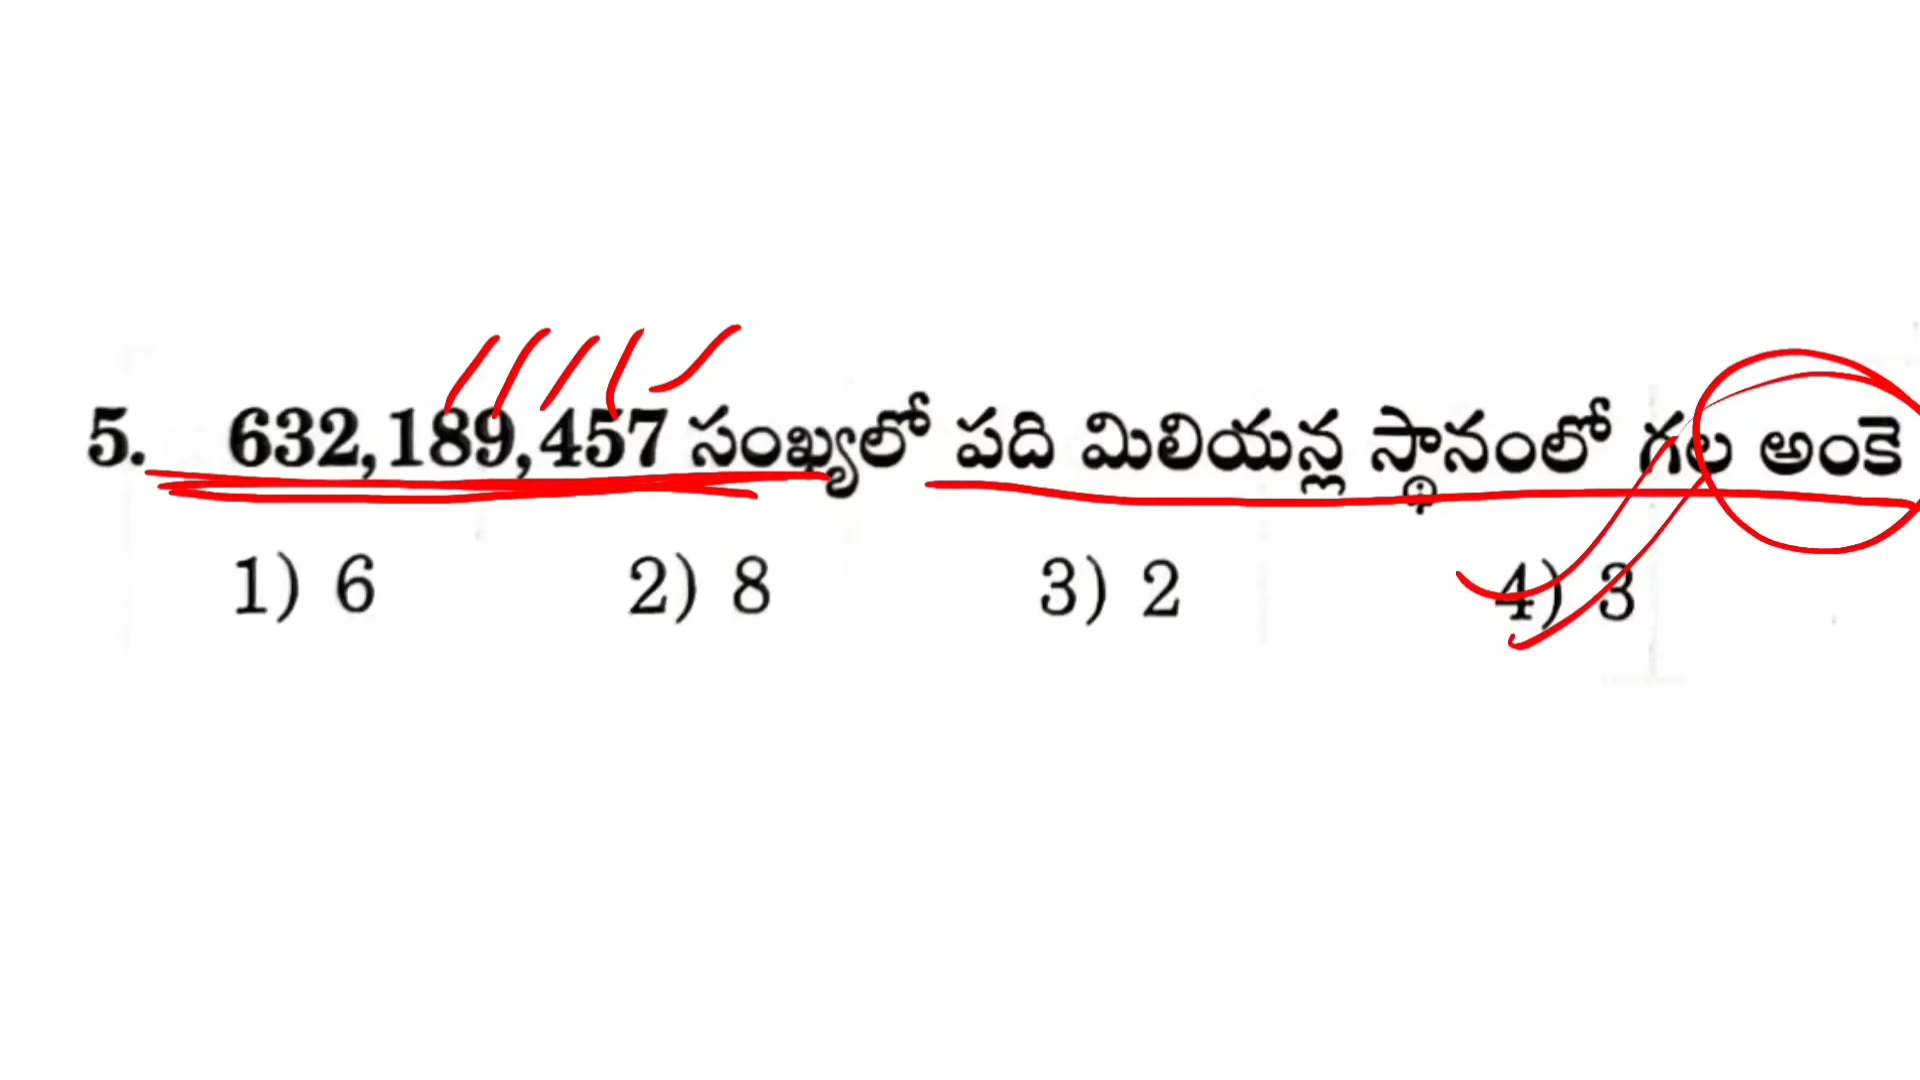 5. 632,189,457 సంఖ్యలో పది మిలియన్ల స్థానంలో గల అంకె
1) 6 2) 8 3) 2 4) 3